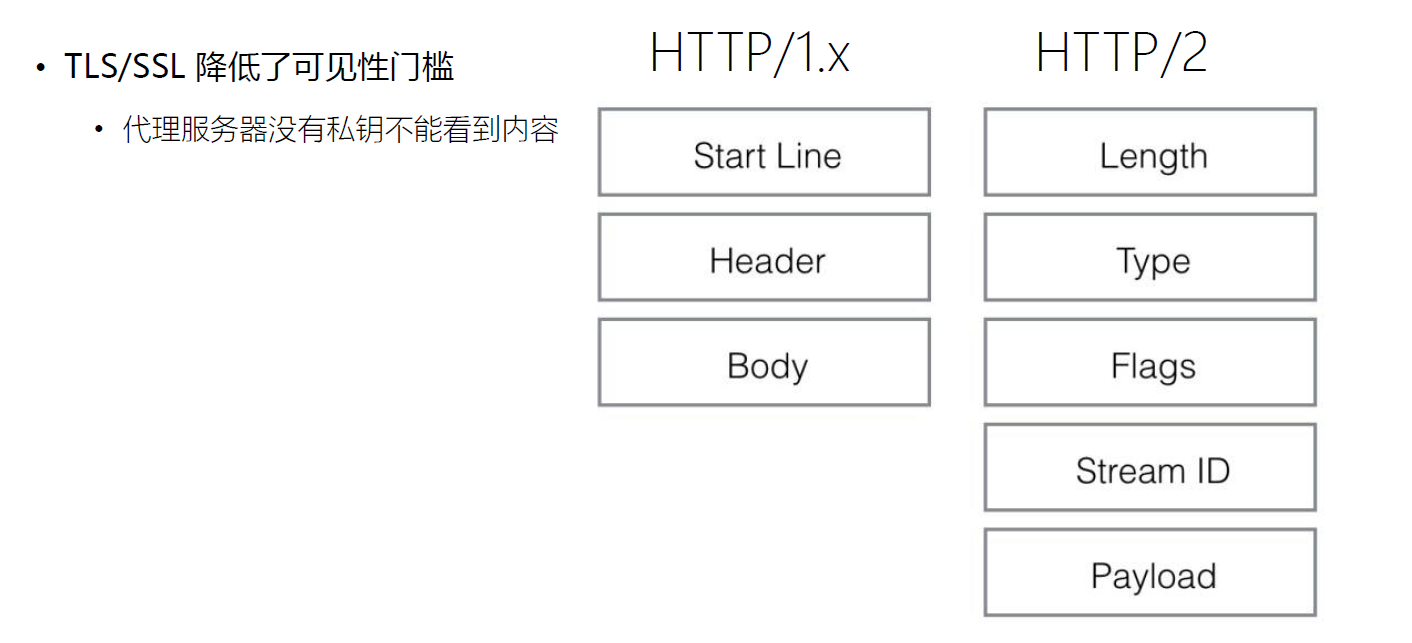 • TLS/SSL 降低了可见性门槛
• 代理服务器没有私钥不能看到内容
HTTP/1.x
Start Line
Header
Body
HTTP/2
Length
Type
Flags
Stream ID
Payload